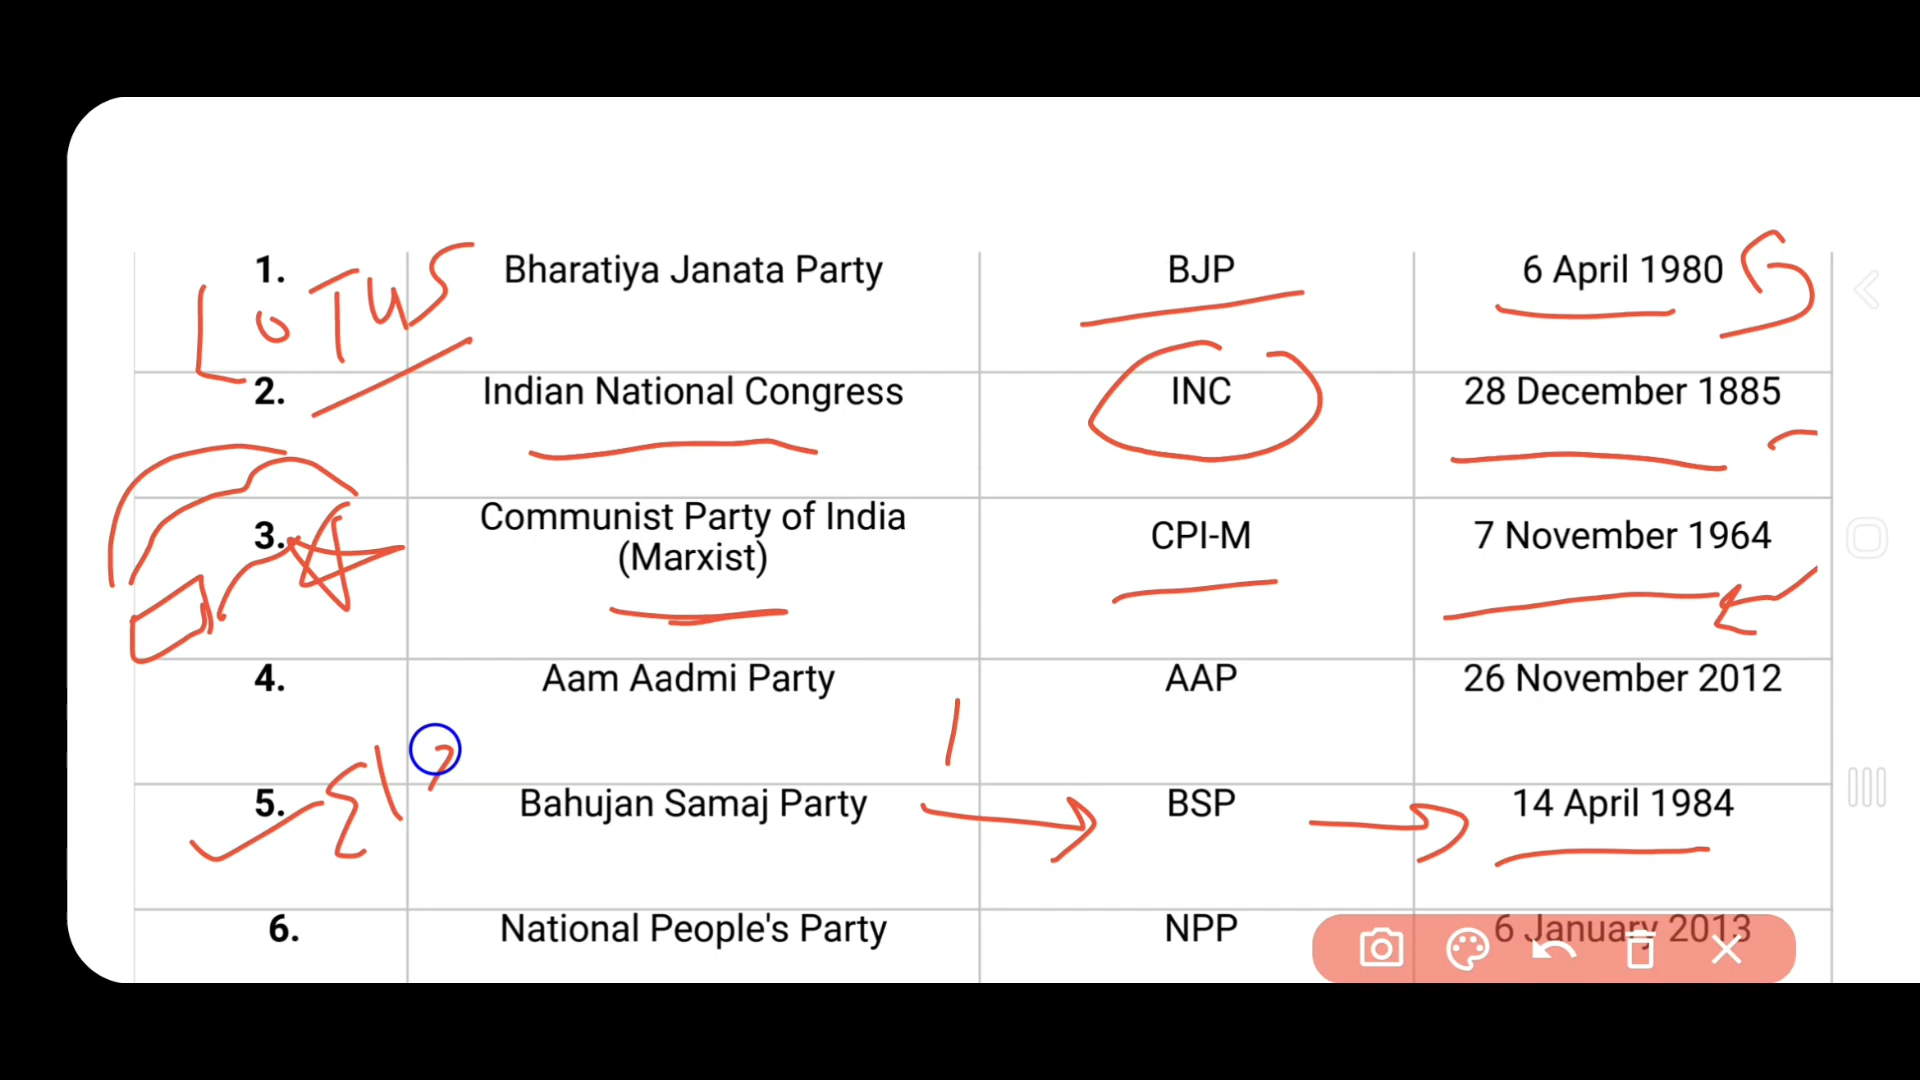 1. Bharatiya Janata Party BJP 6 April 1980
LOTUS
2. Indian National Congress INC 28 December 1885
3. Communist Party of India (Marxist) CPI-M 7 November 1964
4. Aam Aadmi Party AAP 26 November 2012
5. Bahujan Samaj Party BSP 14 April 1984
6. National People's Party NPP 6 January 2013